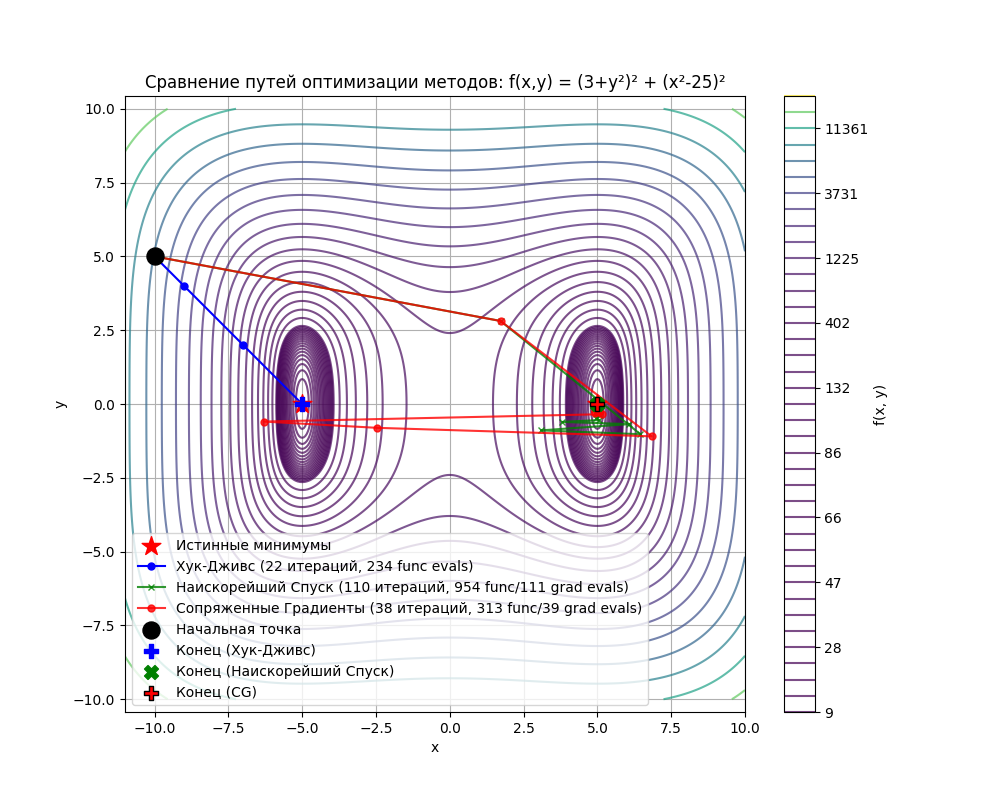 Сравнение путей оптимизации методов: f(x,y) = (3+y²)² + (x²-25)²
10.0
7.5
5.0
2.5
0.0
−2.5
−5.0
−7.5
−10.0
y
Истинные минимумы
Хук-Дживс (22 итераций, 234 func evals)
Наискорейший Спуск (110 итераций, 954 func/111 grad evals)
Сопряженные Градиенты (38 итераций, 313 func/39 grad evals)
Начальная точка
Конец (Хук-Дживс)
Конец (Наискорейший Спуск)
Конец (CG)
−10.0 −7.5 −5.0 −2.5 0.0 2.5 5.0 7.5 10.0
x
11361
3731
1225
402
132
86
66
47
28
9
f(x, y)